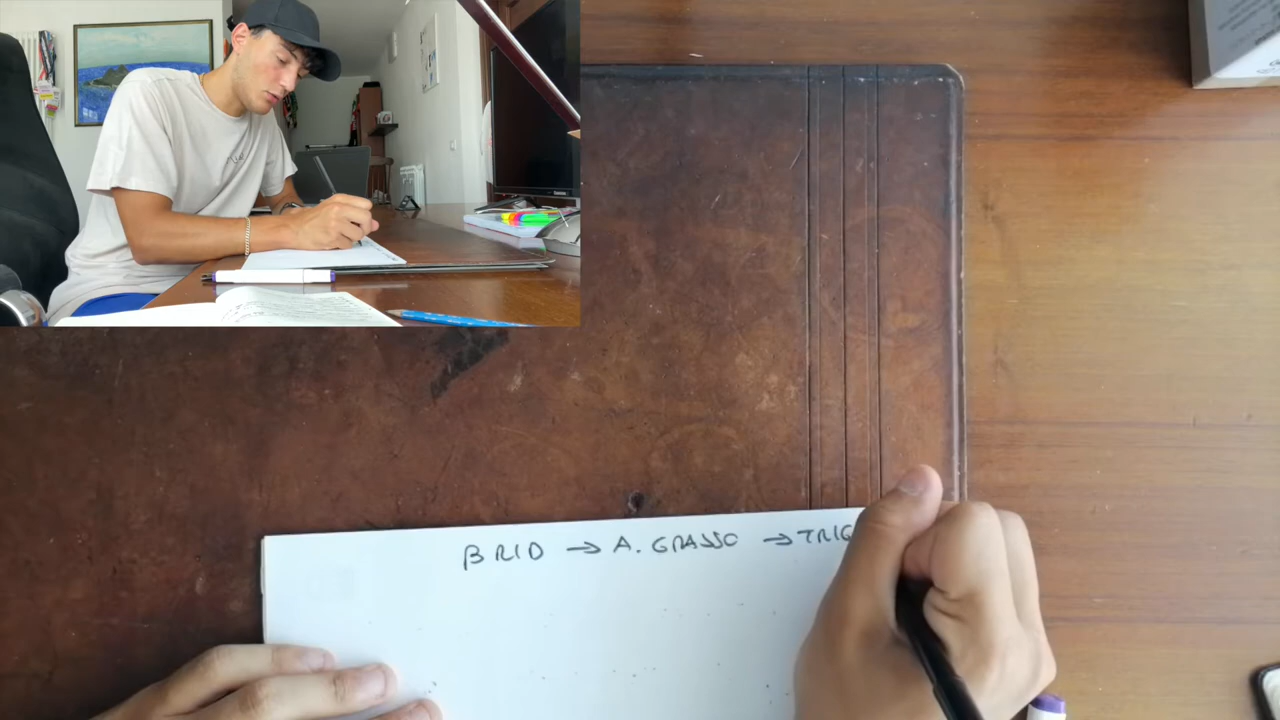 BRID → A. GRASSO → TRIG